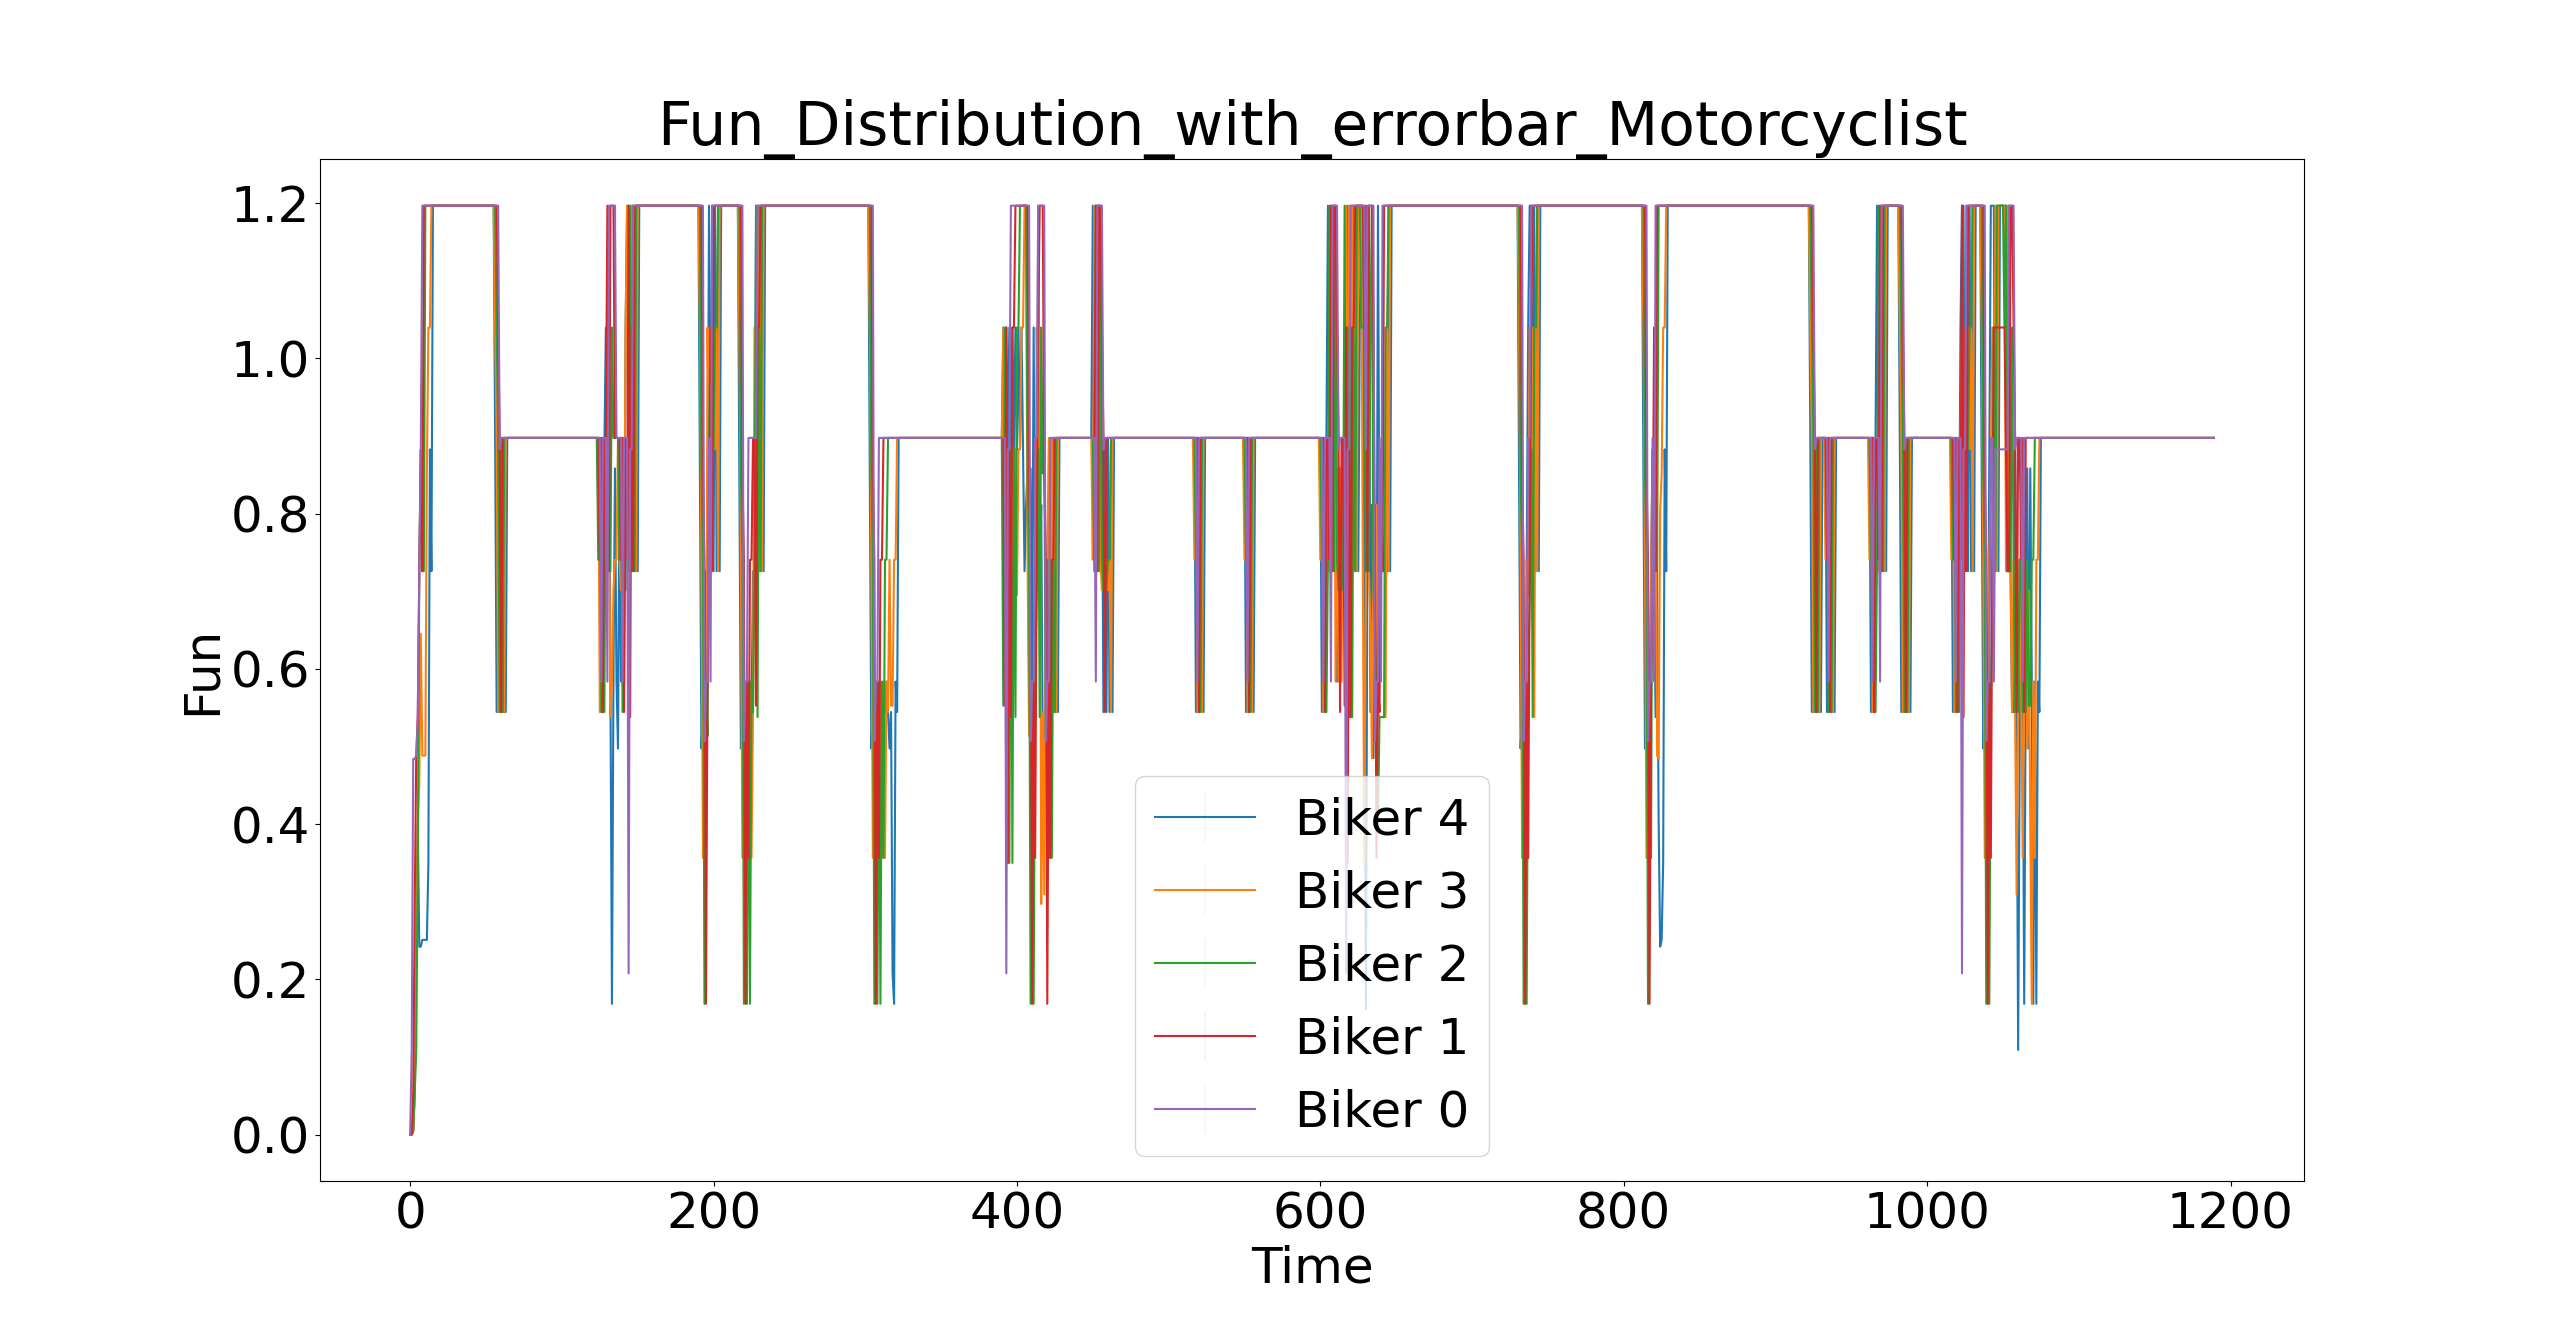 Fun_Distribution_with_errorbar_Motorcyclist
1.2
1.0
0.8
0.6
0.4
0.2
0.0
Fun
Biker 4
Biker 3
Biker 2
Biker 1
Biker 0
0 200 400 600 800 1000 1200
Time